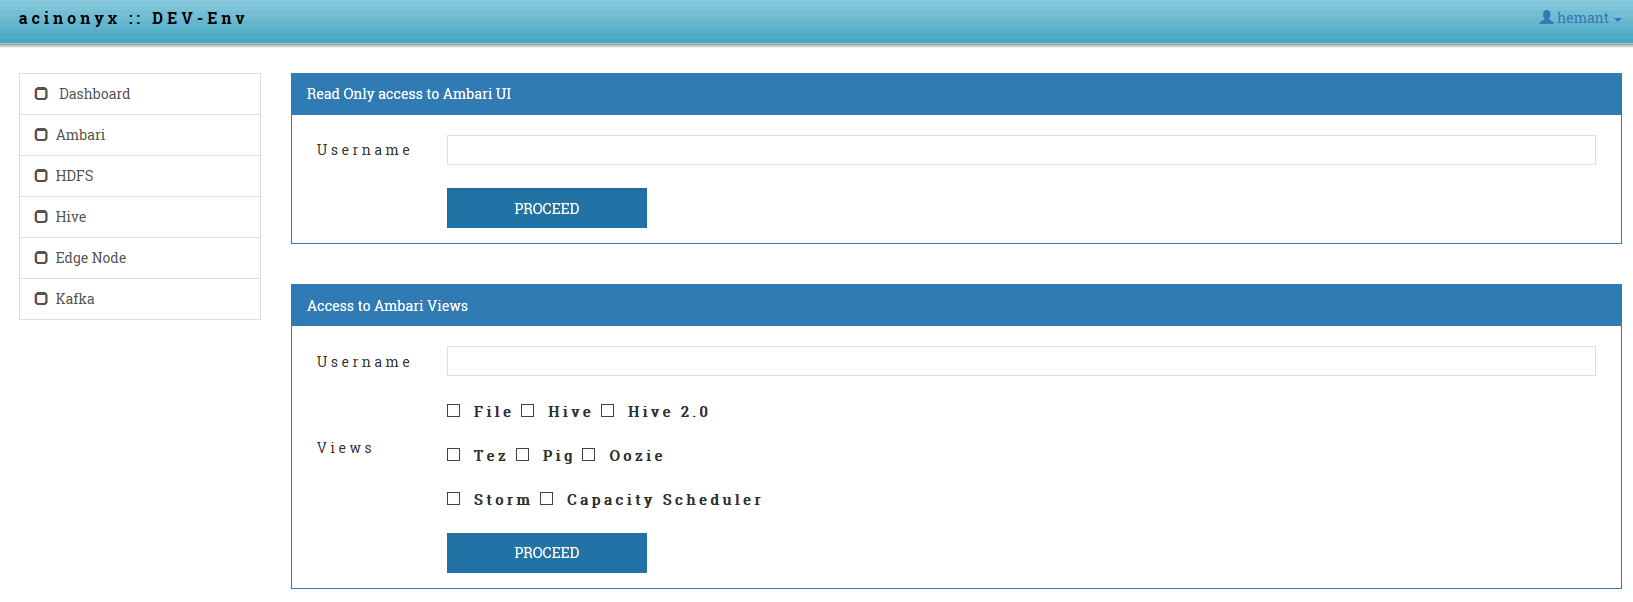 acinonyx :: DEV-Env
hemant
Dashboard
Ambari
HDFS
Hive
Edge Node
Kafka
Read Only access to Ambari UI
Username
PROCEED
Access to Ambari Views
Username
Views
File Hive Hive 2.0
Tez Pig Oozie
Storm Capacity Scheduler
PROCEED